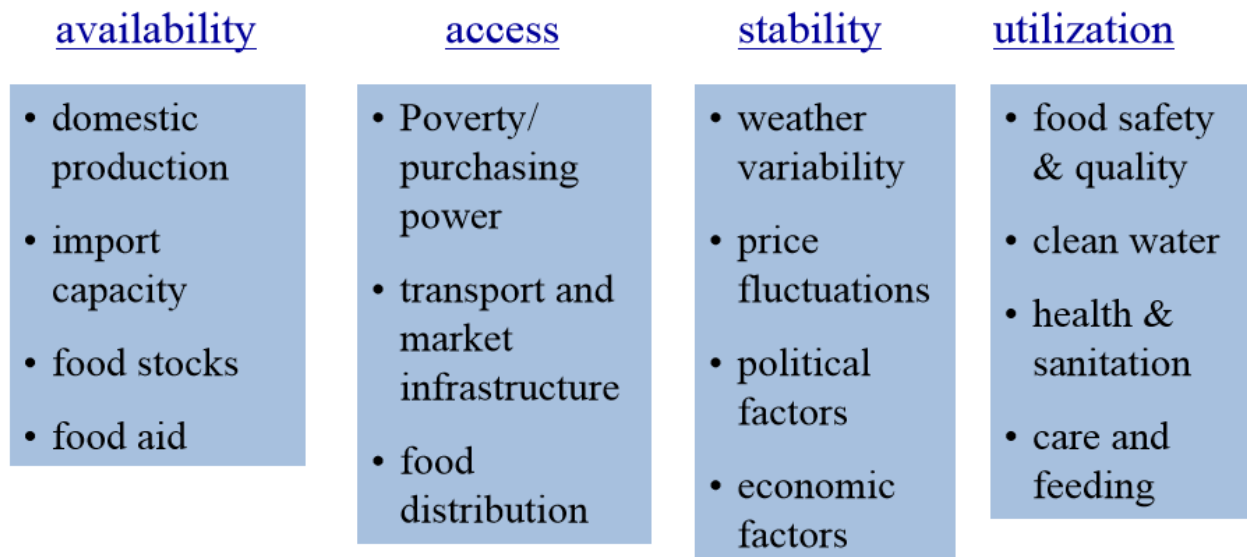 availability
• domestic
production
• import
capacity
• food stocks
• food aid
access
• Poverty/
purchasing
power
• transport and
market
infrastructure
• food
distribution
stability
• weather
variability
• price
fluctuations
• political
factors
• economic
factors
utilization
• food safety
& quality
• clean water
• health &
sanitation
• care and
feeding